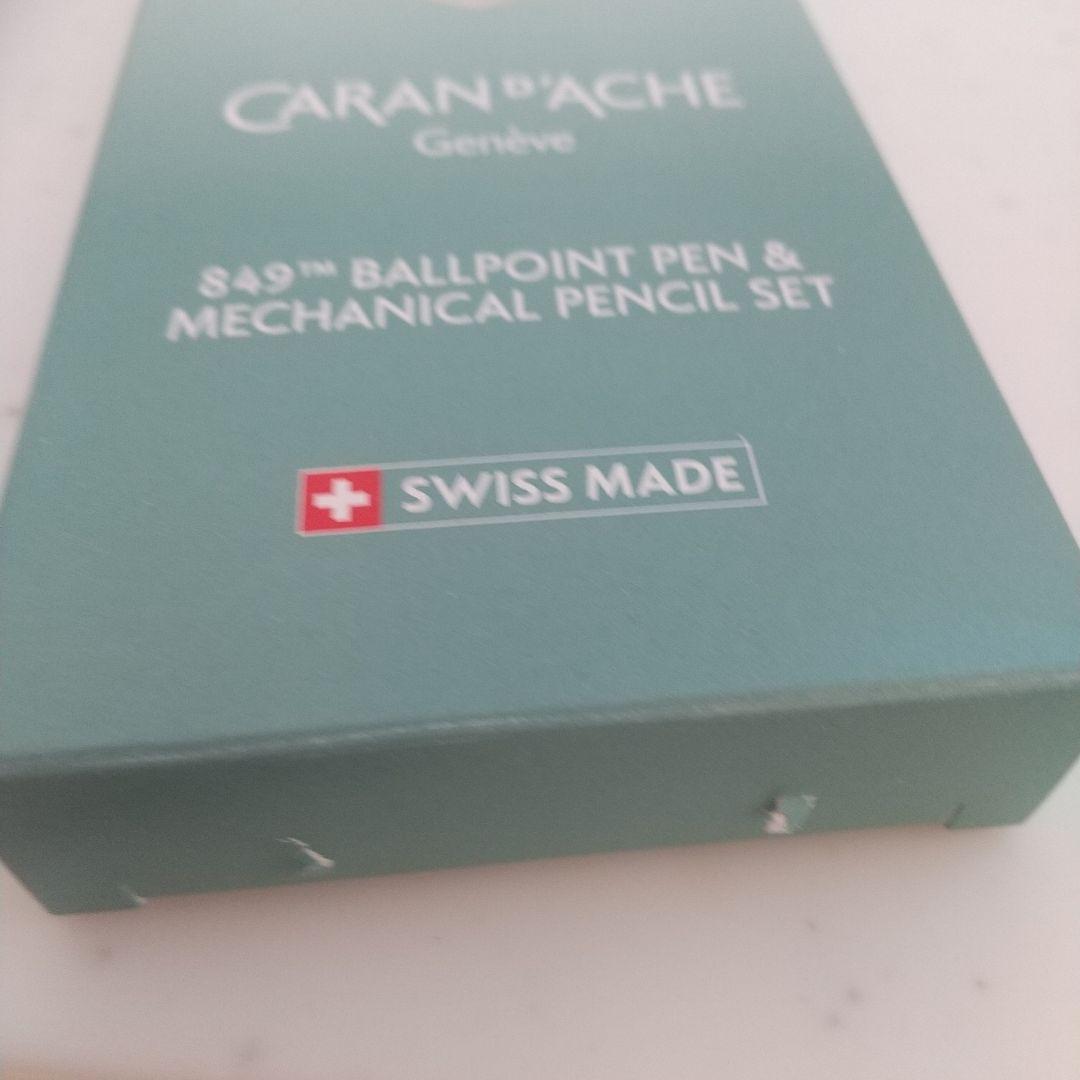 CARAN D'ACHE
Genève
849™ BALLPOINT PEN &
MECHANICAL PENCIL SET
SWISS MADE